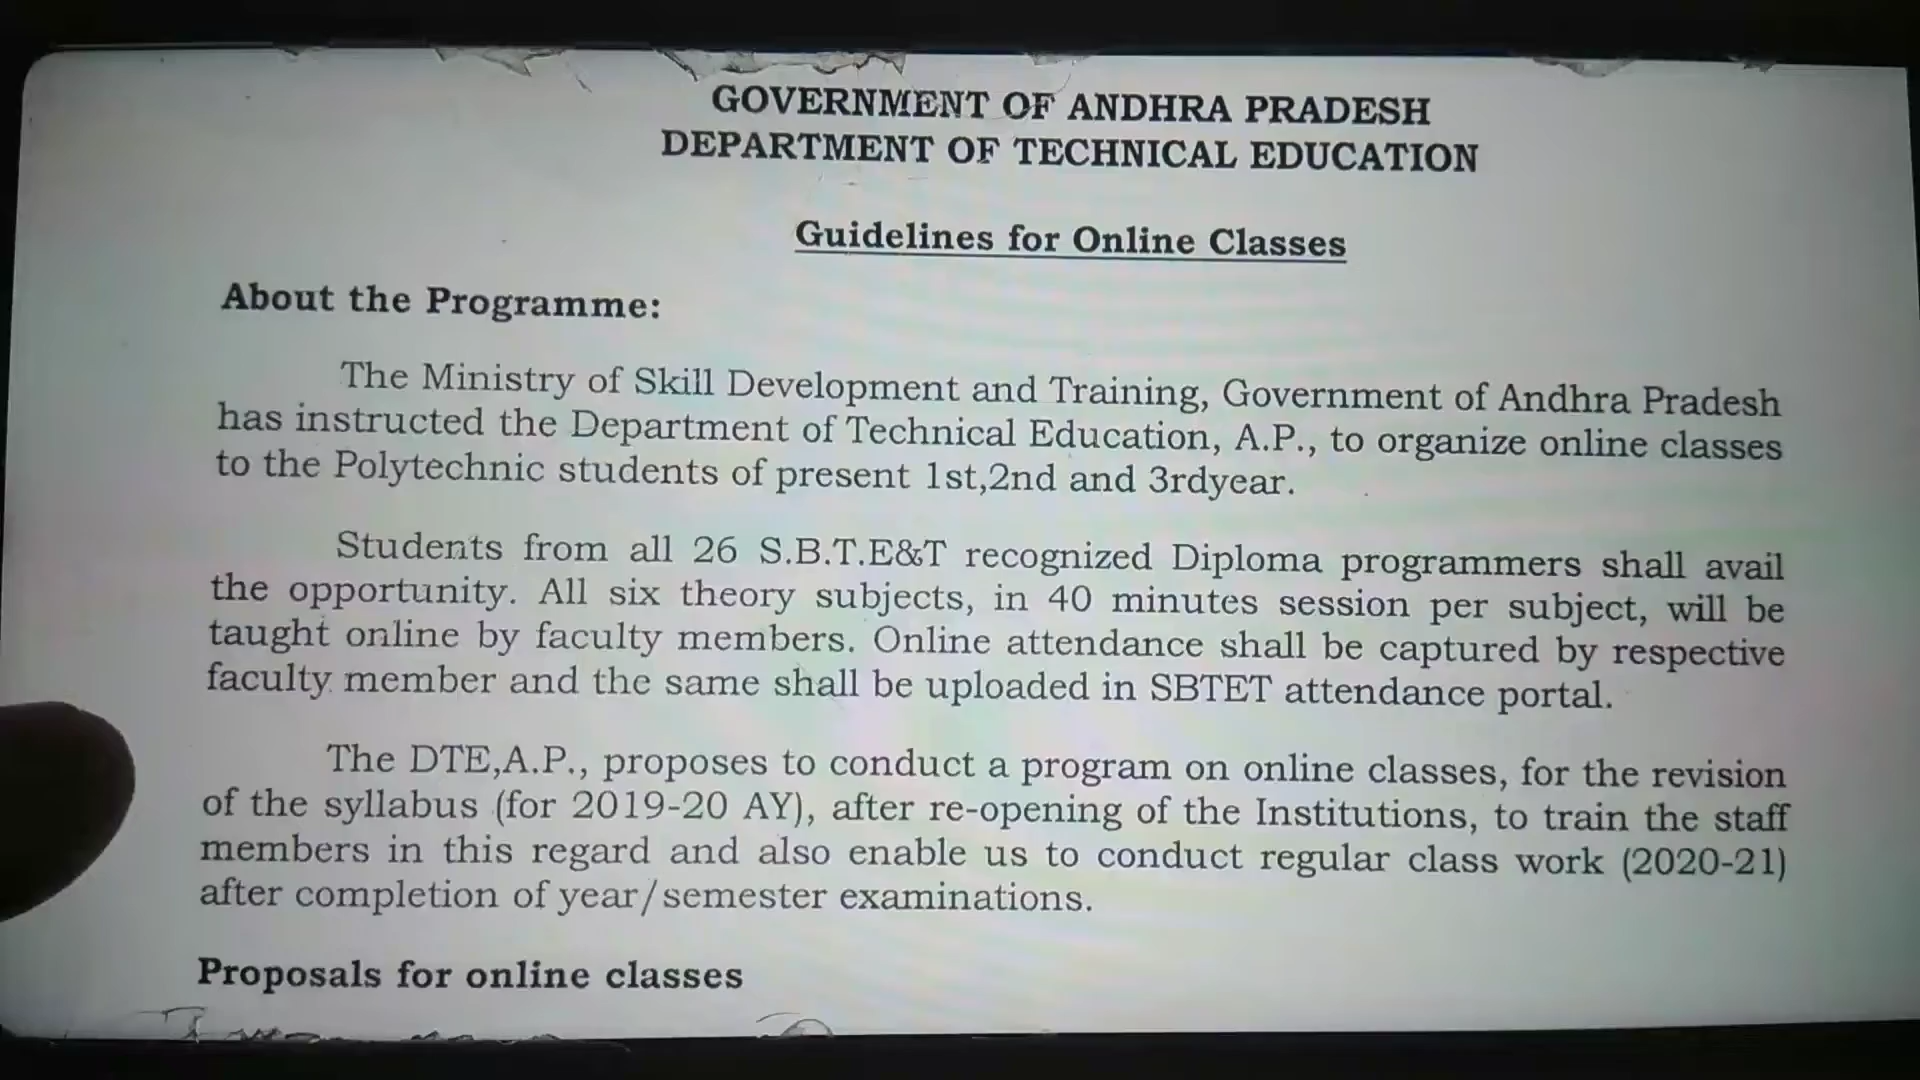 GOVERNMENT OF ANDHRA PRADESH
DEPARTMENT OF TECHNICAL EDUCATION
Guidelines for Online Classes
About the Programme:
The Ministry of Skill Development and Training, Government of Andhra Pradesh
has instructed the Department of Technical Education, A.P., to organize online classes
to the Polytechnic students of present 1st,2nd and 3rdyear.
Students from all 26 S.B.T.E&T recognized Diploma programmers shall avail
the opportunity. All six theory subjects, in 40 minutes session per subject, will be
taught online by faculty members. Online attendance shall be captured by respective
faculty member and the same shall be uploaded in SBTET attendance portal.
The DTE,A.P., proposes to conduct a program on online classes, for the revision
of the syllabus (for 2019-20 AY), after re-opening of the Institutions, to train the staff
members in this regard and also enable us to conduct regular class work (2020-21)
after completion of year/semester examinations.
Proposals for online classes